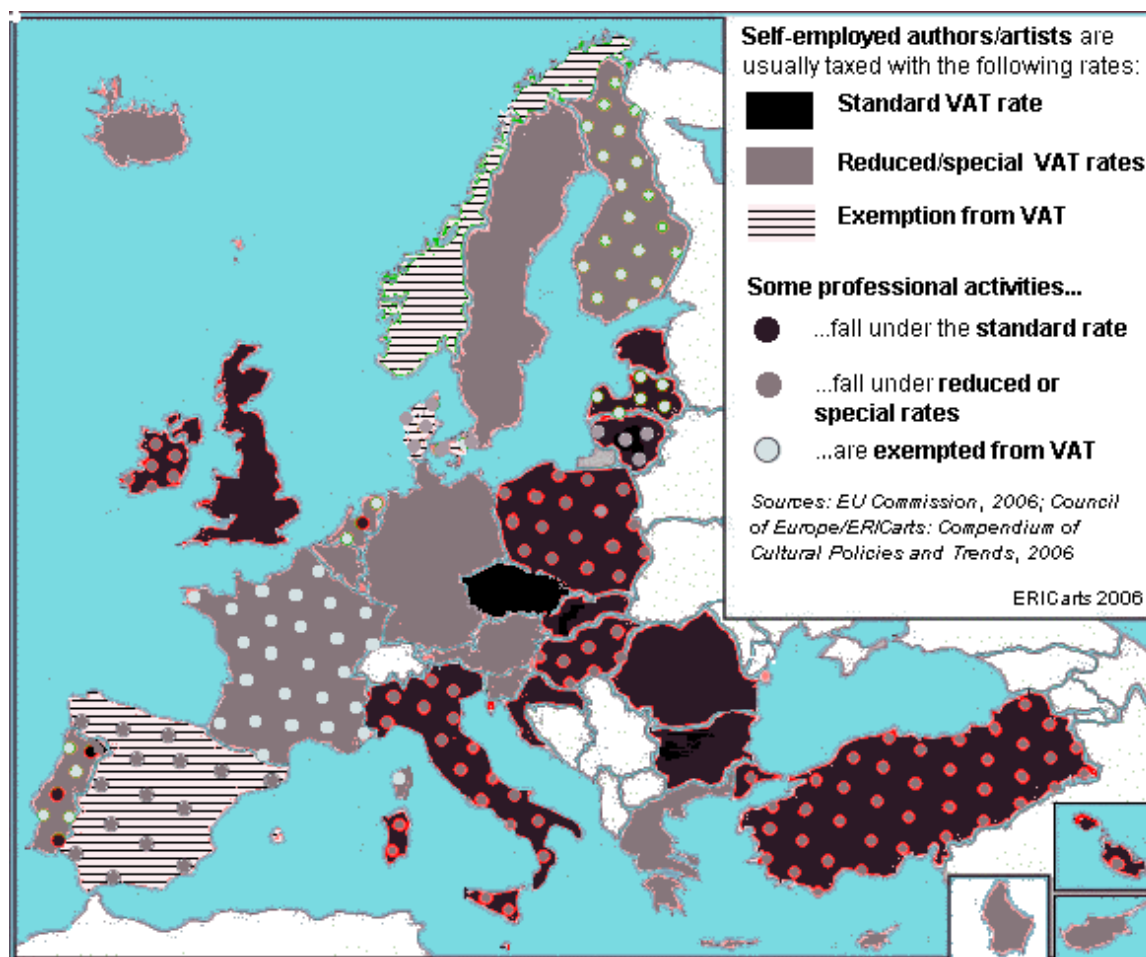 Self-employed authors/artists are
usually taxed with the following rates:
Standard VAT rate
Reduced/special VAT rates
Exemption from VAT
Some professional activities...
...fall under the standard rate
...fall under reduced or
special rates
...are exempted from VAT
Sources: EU Commission, 2006; Council
of Europe/ERICarts: Compendium of
Cultural Policies and Trends, 2006
ERICarts 2006